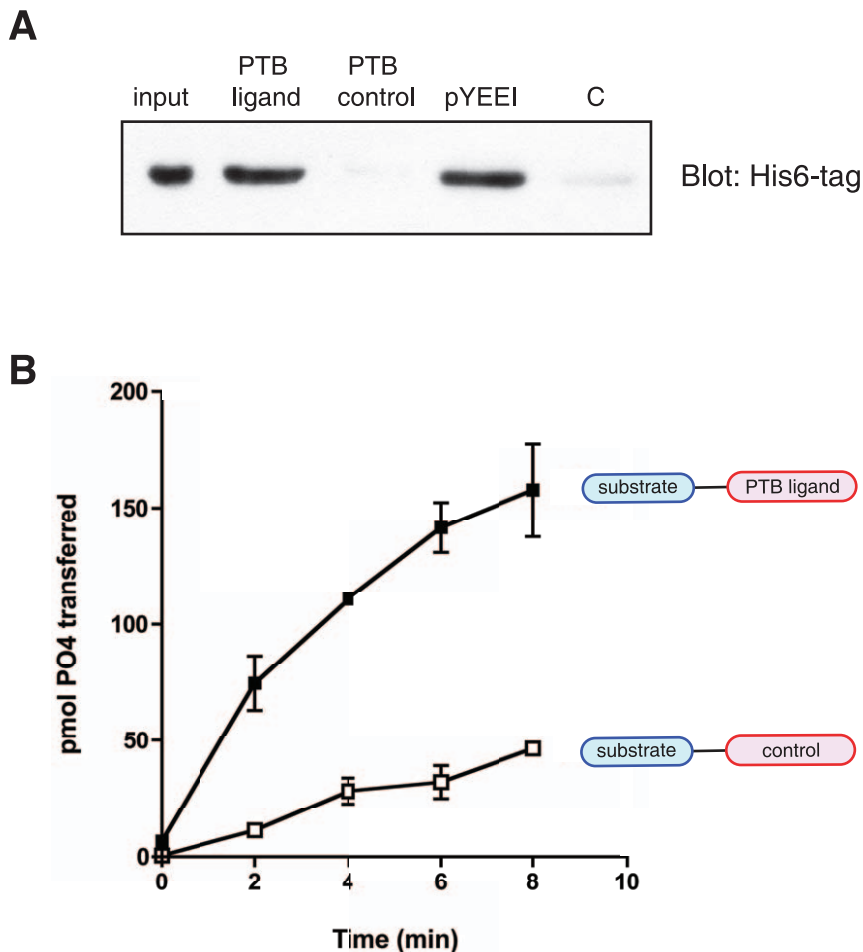 A
input PTB ligand PTB control pYEEI C
Blot: His6-tag
B
200
150
100
50
0
pmol PO4 transferred
0 2 4 6 8 10
Time (min)
substrate PTB ligand
substrate control